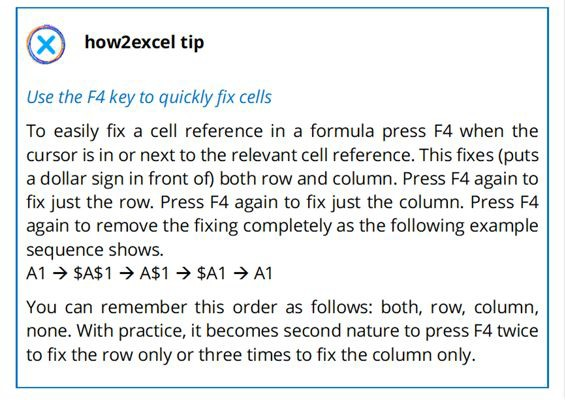 how2excel tip
Use the F4 key to quickly fix cells
To easily fix a cell reference in a formula press F4 when the
cursor is in or next to the relevant cell reference. This fixes (puts
a dollar sign in front of) both row and column. Press F4 again to
fix just the row. Press F4 again to fix just the column. Press F4
again to remove the fixing completely as the following example
sequence shows.
A1 → $A$1 → A$1 → $A1 → A1
You can remember this order as follows: both, row, column,
none. With practice, it becomes second nature to press F4 twice
to fix the row only or three times to fix the column only.